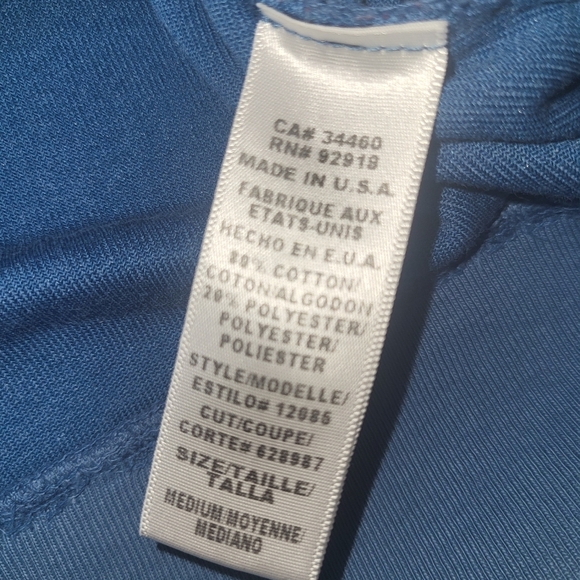 CA# 34460
RN# 92919
MADE IN U.S.A.
FABRIQUE AUX
ETATS-UNIS
HECHO EN E.U.A.
80% COTTON/
COTON/ALGODON
20% POLYESTER/
POLYESTER/
POLIESTER
STYLE/MODELLE/
ESTILO# 12085
CUT/COUPE/
CORTE# 628987
SIZE/TAILLE/
TALLA
MEDIUM/MOYENNE/
MEDIANO